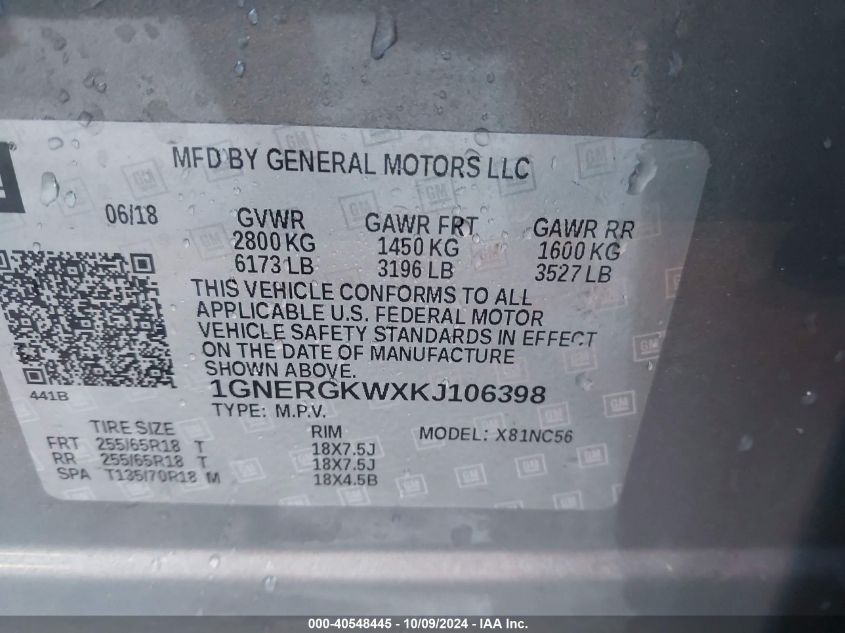 MFD BY GENERAL MOTORS LLC
06/18 GVWR GAWR FRT GAWR RR
2800 KG 1450 KG 1600 KG
6173 LB 3196 LB 3527 LB
THIS VEHICLE CONFORMS TO ALL
APPLICABLE U.S. FEDERAL MOTOR
VEHICLE SAFETY STANDARDS IN EFFECT
ON THE DATE OF MANUFACTURE
SHOWN ABOVE.
441B 1GNERGKWXKJ106398
TYPE: M.P.V.
TIRE SIZE RIM MODEL: X81NC56
FRT 255/65R18 T 18X7.5J
RR 255/65R18 T 18X7.5J
SPA T135/70R18 M 18X4.5B
000-40548445 - 10/09/2024 - IAA Inc.